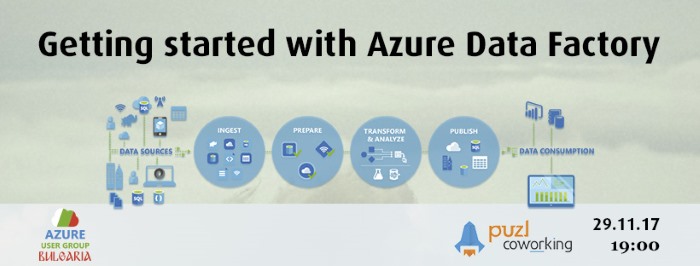 Getting started with Azure Data Factory
DATA SOURCES
INGEST
PREPARE
TRANSFORM
& ANALYZE
PUBLISH
DATA CONSUMPTION
AZURE
USER GROUP
BULGARIA
puzl
coworking
29.11.17
19:00